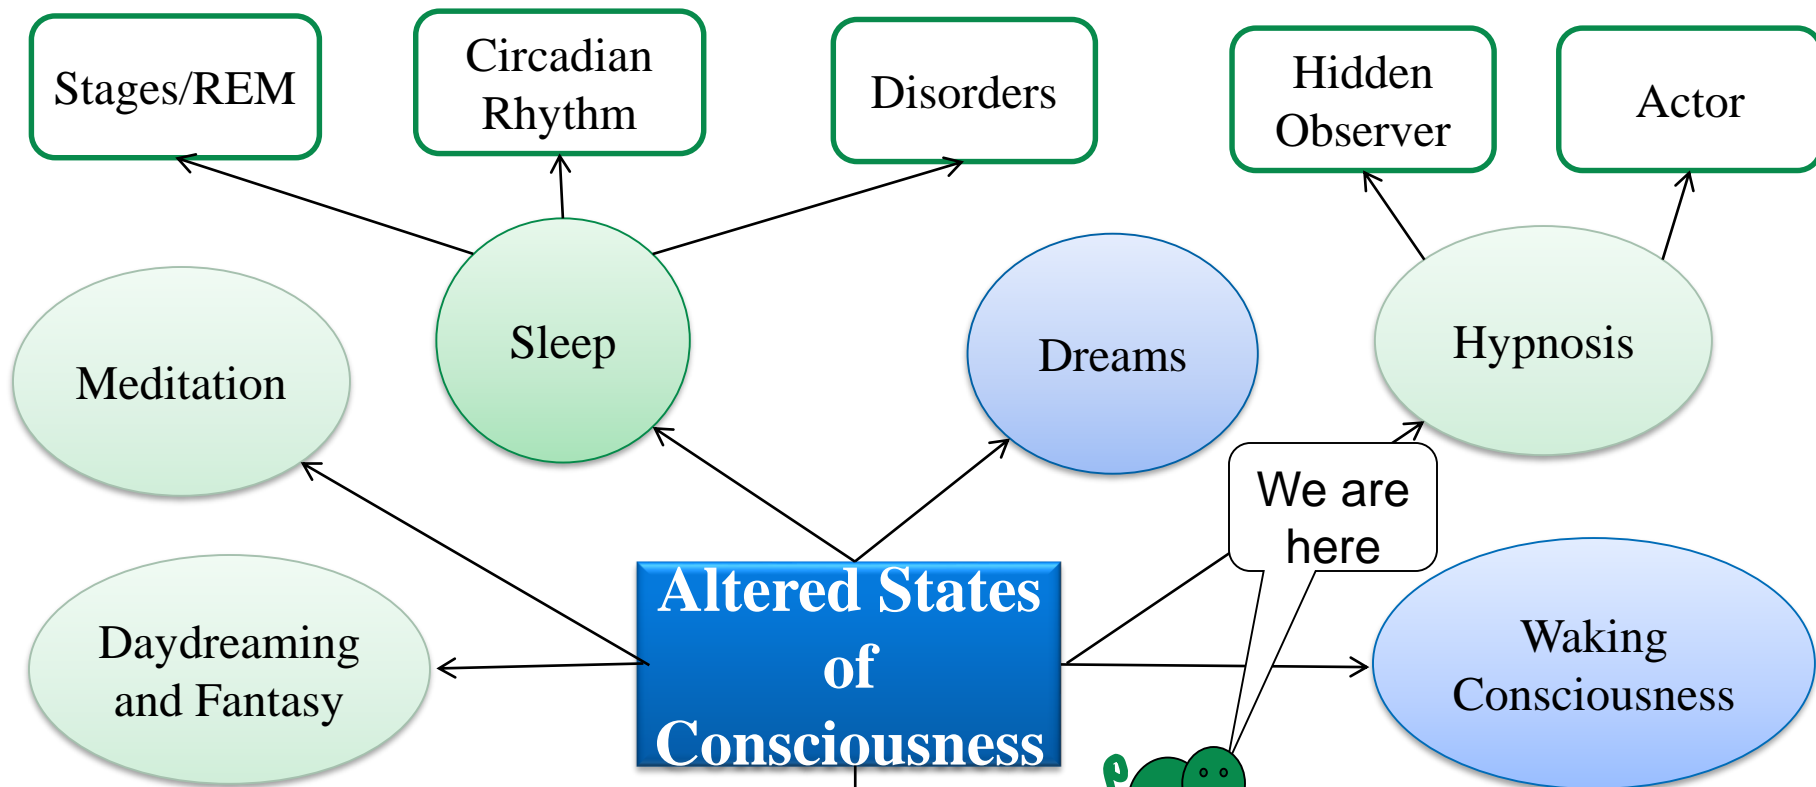 Stages/REM
Circadian
Rhythm
Disorders
Hidden
Observer
Actor
Meditation
Sleep
Dreams
Hypnosis
We are
here
Daydreaming
and Fantasy
Altered States
of
Consciousness
Waking
Consciousness